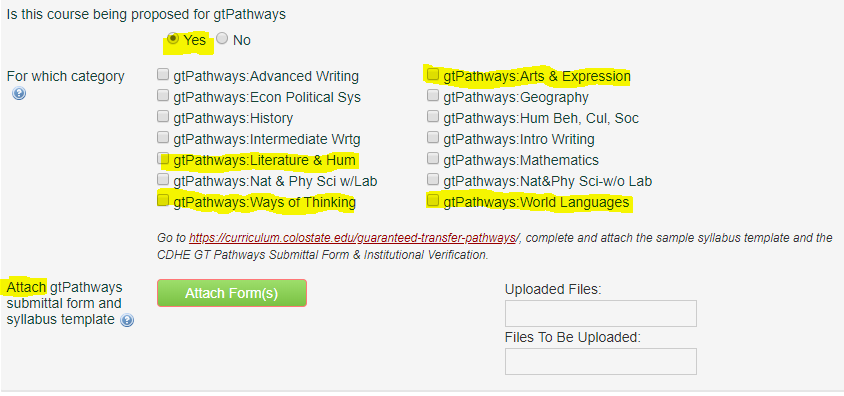 Is this course being proposed for gtPathways
Yes No
For which category
gtPathways:Advanced Writing gtPathways:Arts & Expression
gtPathways:Econ Political Sys gtPathways:Geography
gtPathways:History gtPathways:Hum Beh, Cul, Soc
gtPathways:Intermediate Wrtg gtPathways:Intro Writing
gtPathways:Literature & Hum gtPathways:Mathematics
gtPathways:Nat & Phy Sci w/Lab gtPathways:Nat&Phy Sci-w/o Lab
gtPathways:Ways of Thinking gtPathways:World Languages
Go to https://curriculum.colostate.edu/guaranteed-transfer-pathways/, complete and attach the sample syllabus template and the
CDHE GT Pathways Submittal Form & Institutional Verification.
Attach gtPathways
submittal form and
syllabus template
Attach Form(s)
Uploaded Files:
Files To Be Uploaded: